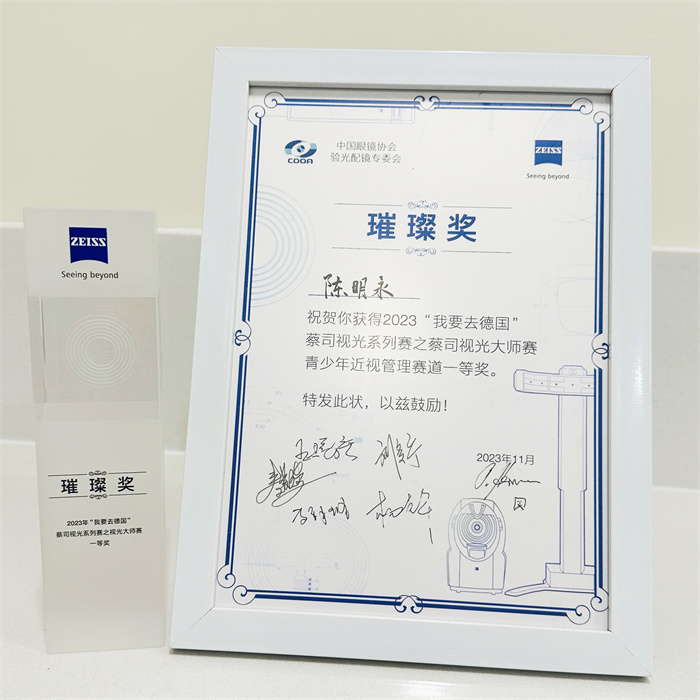 ZEISS
Seeing beyond
璀璨奖
2023年“我要去德国”
蔡司视光系列赛之视光大师赛
一等奖
COOA
中国眼镜协会
验光配镜专委会
ZEISS
Seeing beyond
璀璨奖
陈明永
祝贺你获得2023“我要去德国”
蔡司视光系列赛之蔡司视光大师赛
青少年近视管理赛道一等奖。
特发此状，以兹鼓励！
2023年11月